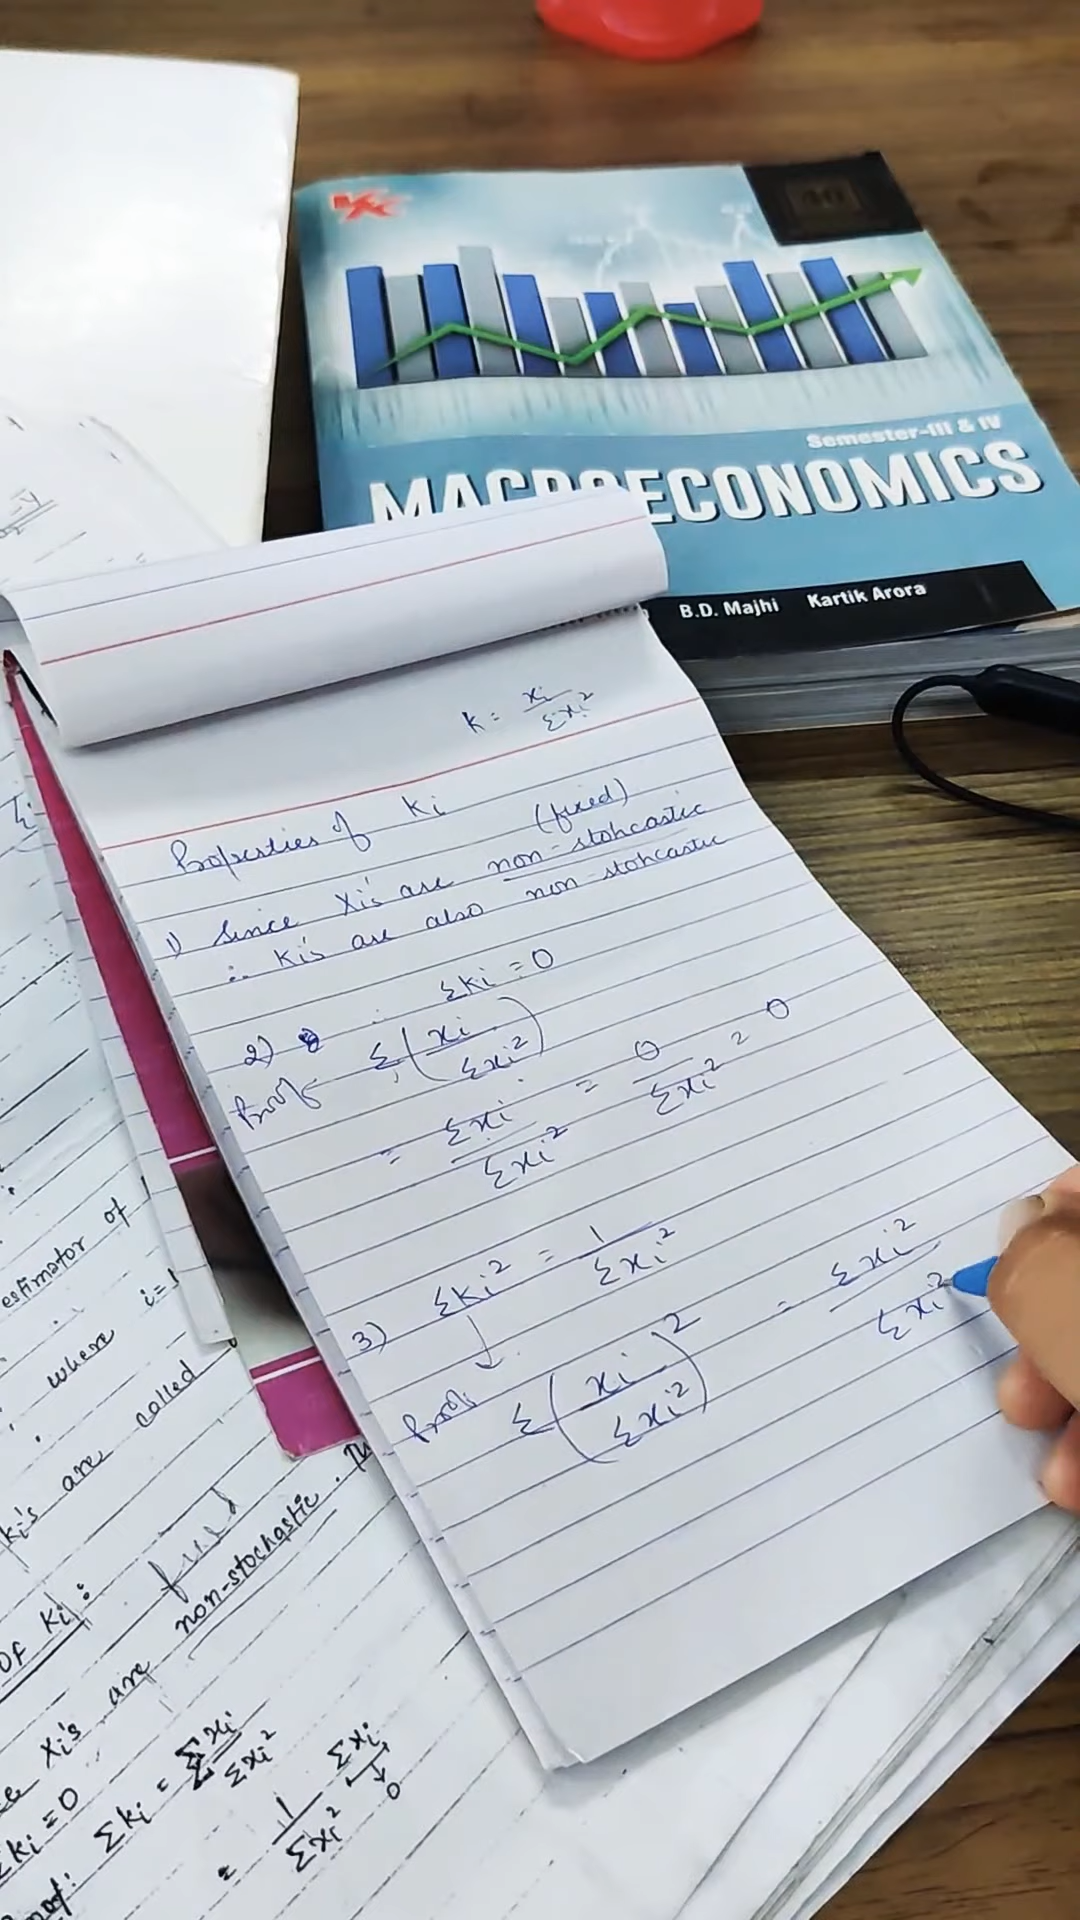 Semester-III & IV
MACROECONOMICS
B.D. Majhi Kartik Arora
k = xi / Σxi²
Properties of ki
(fixed)
1) Since Xi's are non-stohcastic
∴ Ki's are also non-stohcastic
2) Σki = 0
Proof Σ(xi / Σxi²)
= Σxi / Σxi² = 0 / Σxi² = 0
3) Σki² = 1 / Σxi²
Proof Σ(xi / Σxi²)² = Σxi² / Σxi²
estimator of
where i=1
ki's are called
of ki:
fixed
Xi's are non-stochastic.
ki = 0
Σki = Σxi / Σxi²
= 1 / Σxi² Σxi
0